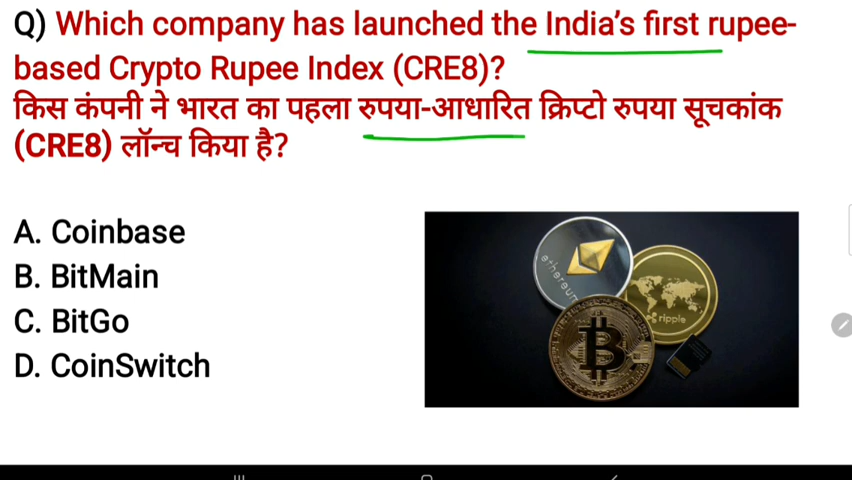 Q) Which company has launched the India's first rupee-
based Crypto Rupee Index (CRE8)?
किस कंपनी ने भारत का पहला रुपया-आधारित क्रिप्टो रुपया सूचकांक
(CRE8) लॉन्च किया है?
A. Coinbase
B. BitMain
C. BitGo
D. CoinSwitch
ethereum
ripple